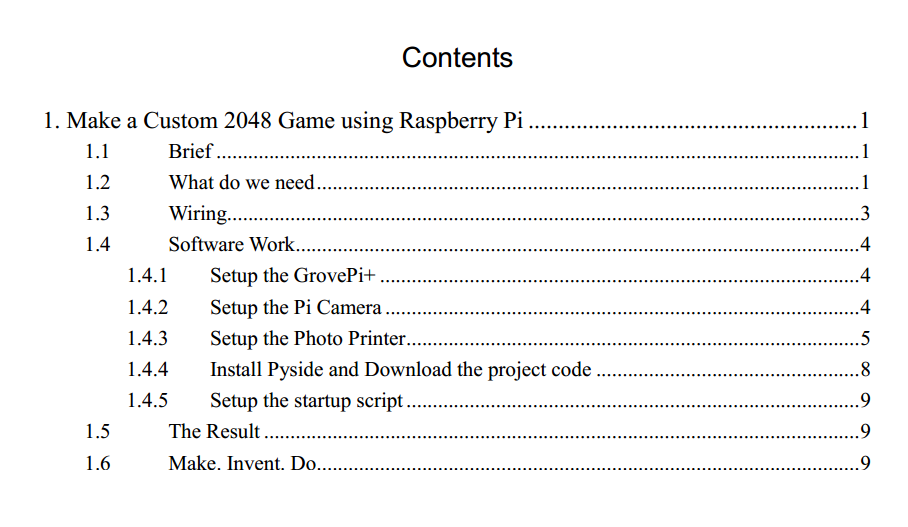 Contents
1. Make a Custom 2048 Game using Raspberry Pi ........................................................ 1
1.1 Brief ........................................................ 1
1.2 What do we need ........................................................ 1
1.3 Wiring ........................................................ 3
1.4 Software Work ........................................................ 4
1.4.1 Setup the GrovePi+ ........................................................ 4
1.4.2 Setup the Pi Camera ........................................................ 4
1.4.3 Setup the Photo Printer ........................................................ 5
1.4.4 Install Pyside and Download the project code ........................................................ 8
1.4.5 Setup the startup script ........................................................ 9
1.5 The Result ........................................................ 9
1.6 Make. Invent. Do ........................................................ 9